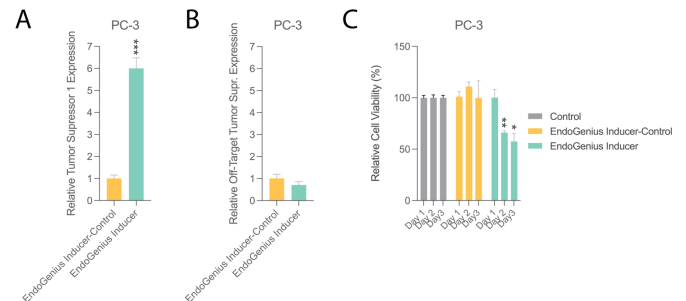 A
PC-3
Relative Tumor Supressor 1 Expression
7
6
5
4
3
2
1
0
***
EndoGenius Inducer-Control
EndoGenius Inducer
B
PC-3
Relative Off-Target Tumor Supr. Expression
7
6
5
4
3
2
1
0
EndoGenius Inducer-Control
EndoGenius Inducer
C
PC-3
Relative Cell Viability (%)
150
100
50
0
**
*
Day 1
Day 2
Day3
Day 1
Day 2
Day3
Day 1
Day 2
Day3
Control
EndoGenius Inducer-Control
EndoGenius Inducer